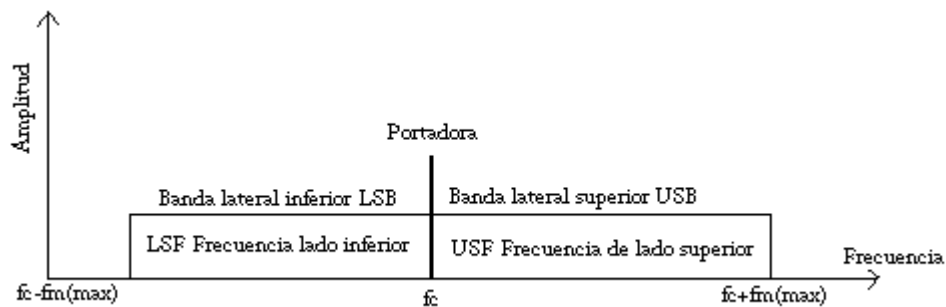 Amplitud
Portadora
Banda lateral inferior LSB
Banda lateral superior USB
LSF Frecuencia lado inferior
USF Frecuencia de lado superior
Frecuencia
fc-fm(max)
fc
fc+fm(max)